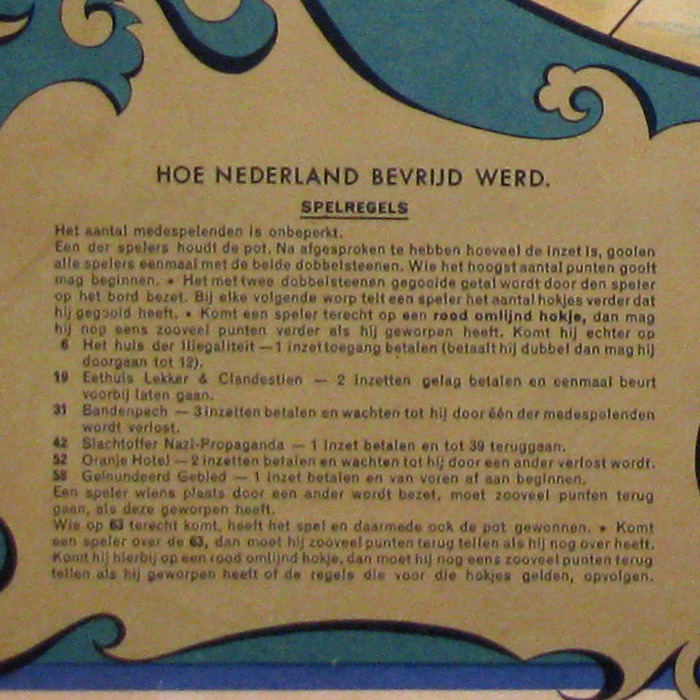 HOE NEDERLAND BEVRIJD WERD.
SPELREGELS
Het aantal medespelenden is onbeperkt.
Een der spelers houdt de pot. Na afgesproken te hebben hoeveel de inzet is, gooien
alle spelers eenmaal met de beide dobbelsteenen. Wie het hoogst aantal punten gooit
mag beginnen. • Het met twee dobbelsteenen gegooide getal wordt door den speler
op het bord bezet. Bij elke volgende worp telt een speler het aantal hokjes verder dat
hij gegooid heeft. • Komt een speler terecht op een rood omlijnd hokje, dan mag
hij nop eens zooveel punten verder als hij geworpen heeft. Komt hij echter op
6 Het huis der Illegaliteit — 1 inzet toegang betalen (betaalt hij dubbel dan mag hij
doorgaan tot 12).
19 Eethuis Lekker & Clandestien — 2 inzetten gelag betalen en eenmaal beurt
voorbij laten gaan.
31 Bandenpech — 3 inzetten betalen en wachten tot hij door één der medespelenden
wordt verlost.
42 Slachtoffer Nazi-Propaganda — 1 inzet betalen en tot 39 teruggaan.
52 Oranje Hotel — 2 inzetten betalen en wachten tot hij door een ander verlost wordt.
58 Geïnundeerd Gebied — 1 inzet betalen en van voren af aan beginnen.
Een speler wiens plaats door een ander wordt bezet, moet zooveel punten terug
gaan, als deze geworpen heeft.
Wie op 63 terecht komt, heeft het spel en daarmede ook de pot gewonnen. • Komt
een speler over de 63, dan moet hij zooveel punten terug tellen als hij nog over heeft.
Komt hij hierbij op een rood omlijnd hokje, dan moet hij nog eens zooveel punten terug
tellen als hij geworpen heeft of de regels die voor die hokjes gelden, opvolgen.